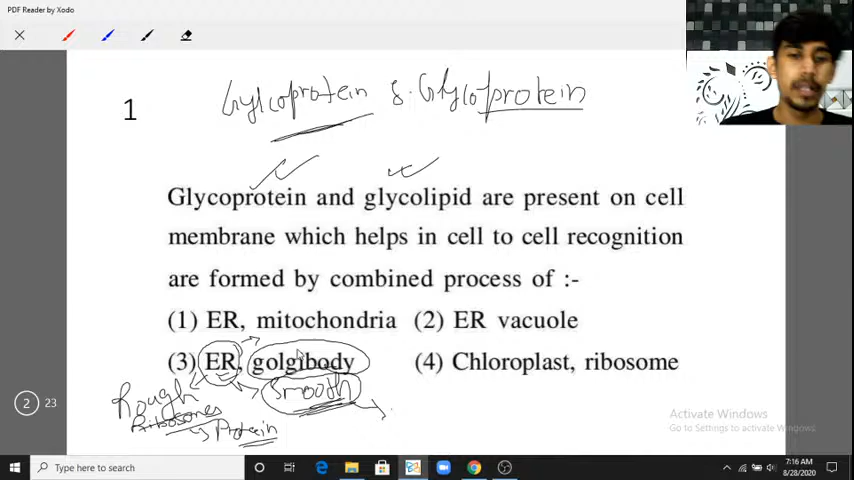 PDF Reader by Xodo
1
Gylcoprotein & Glycoprotein
Glycoprotein and glycolipid are present on cell
membrane which helps in cell to cell recognition
are formed by combined process of :-
(1) ER, mitochondria (2) ER vacuole
(3) ER, golgibody (4) Chloroplast, ribosome
Rough
Smooth
Ribosomes
Protein
2 23
Activate Windows
Go to Settings to activate Windows.
Type here to search
7:16 AM
8/28/2020